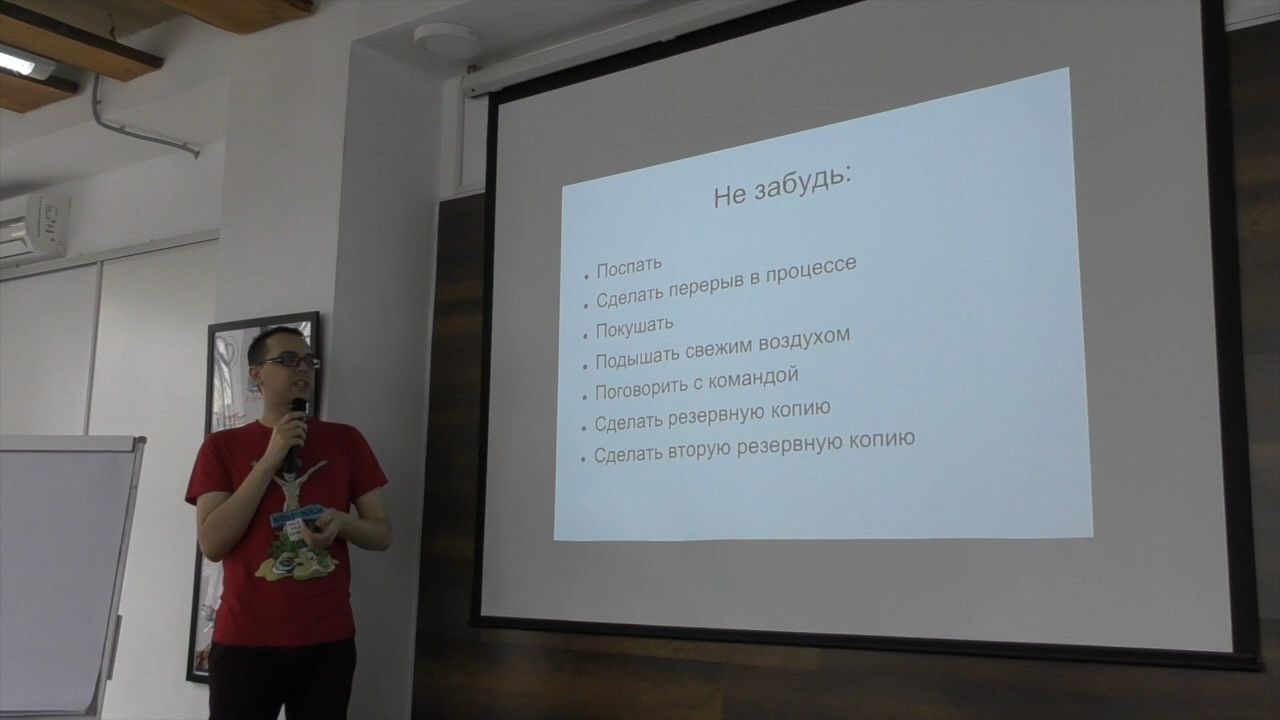 Не забудь:
Поспать
Сделать перерыв в процессе
Покушать
Подышать свежим воздухом
Поговорить с командой
Сделать резервную копию
Сделать вторую резервную копию